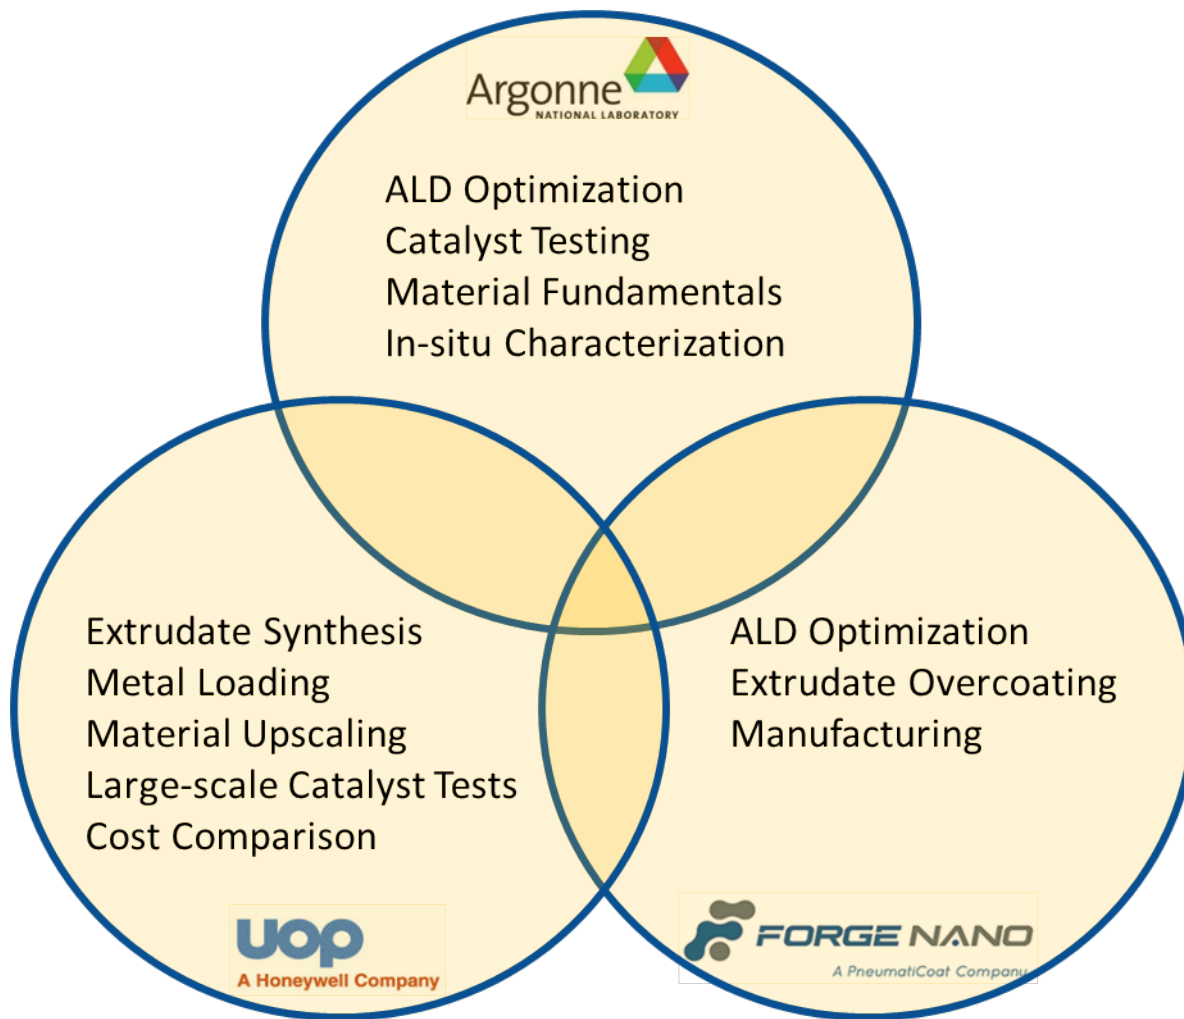 Argonne
NATIONAL LABORATORY
ALD Optimization
Catalyst Testing
Material Fundamentals
In-situ Characterization
Extrudate Synthesis
Metal Loading
Material Upscaling
Large-scale Catalyst Tests
Cost Comparison
uop
A Honeywell Company
ALD Optimization
Extrudate Overcoating
Manufacturing
FORGE NANO
A PneumatiCoat Company